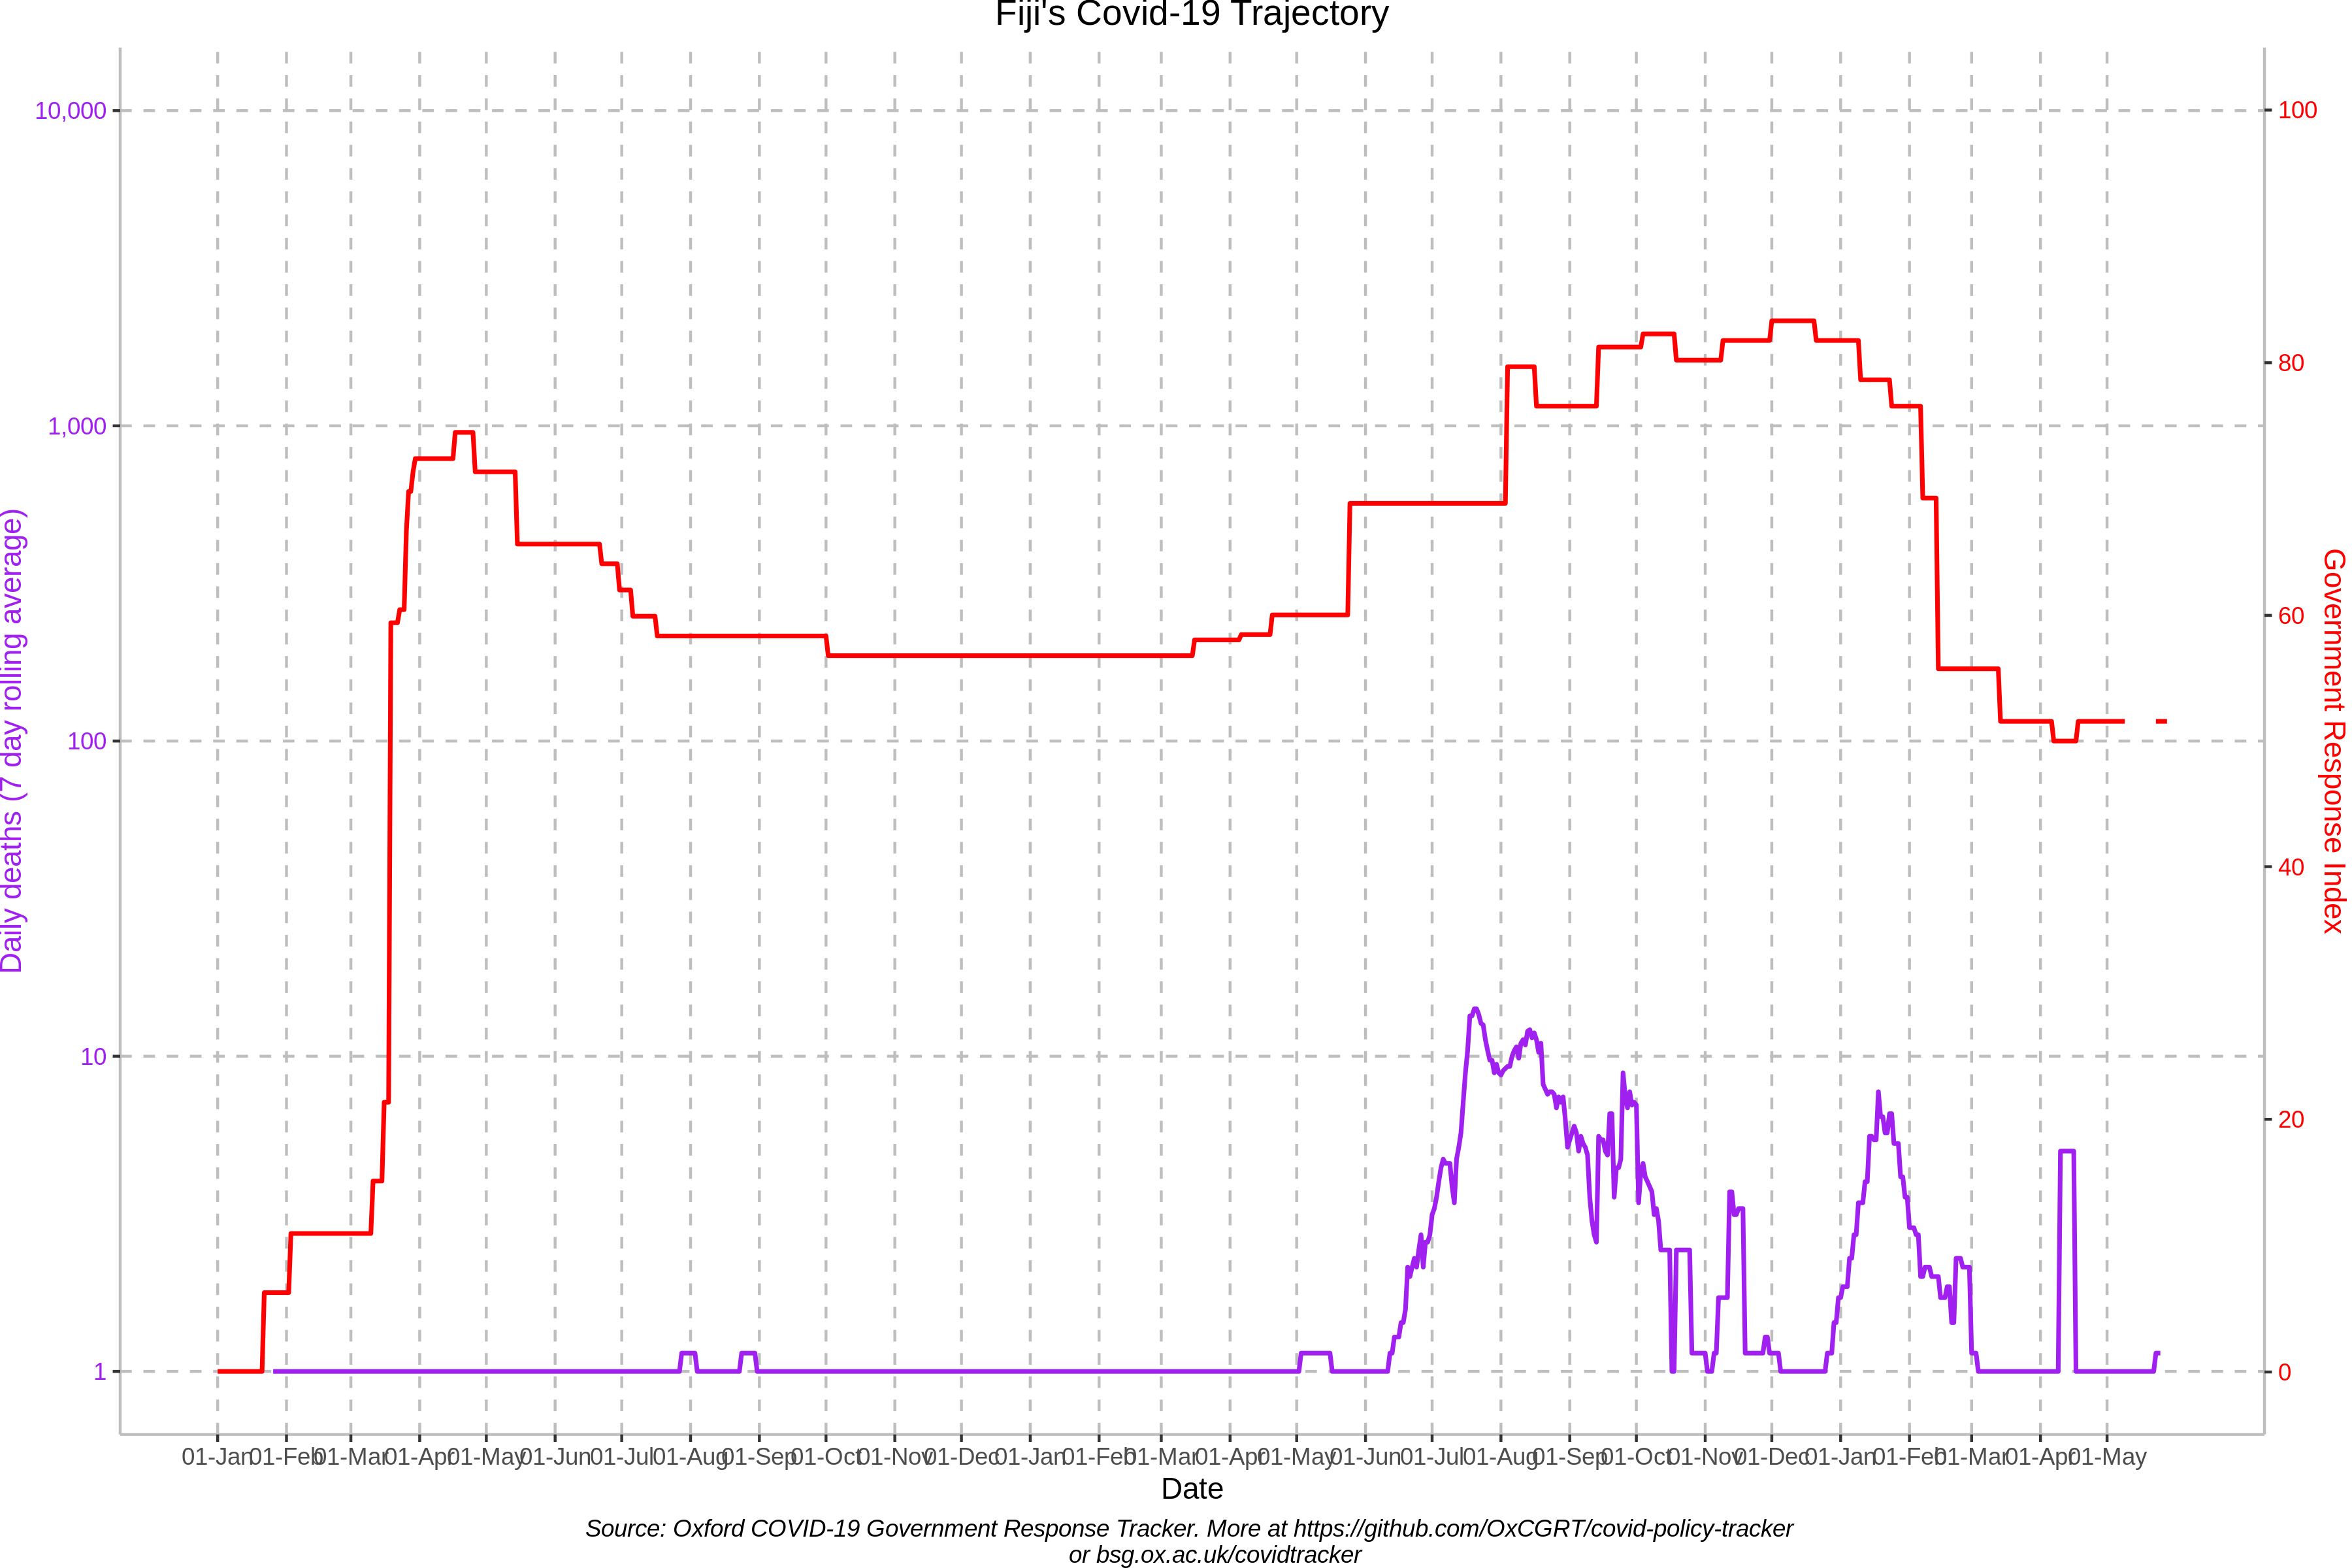 Fiji's Covid-19 Trajectory
10,000
1,000
100
10
1
Daily deaths (7 day rolling average)
100
80
60
40
20
0
Government Response Index
01-Jan 01-Feb 01-Mar 01-Apr 01-May 01-Jun 01-Jul 01-Aug 01-Sep 01-Oct 01-Nov 01-Dec 01-Jan 01-Feb 01-Mar 01-Apr 01-May 01-Jun 01-Jul 01-Aug 01-Sep 01-Oct 01-Nov 01-Dec 01-Jan 01-Feb 01-Mar 01-Apr 01-May
Date
Source: Oxford COVID-19 Government Response Tracker. More at https://github.com/OxCGRT/covid-policy-tracker
or bsg.ox.ac.uk/covidtracker